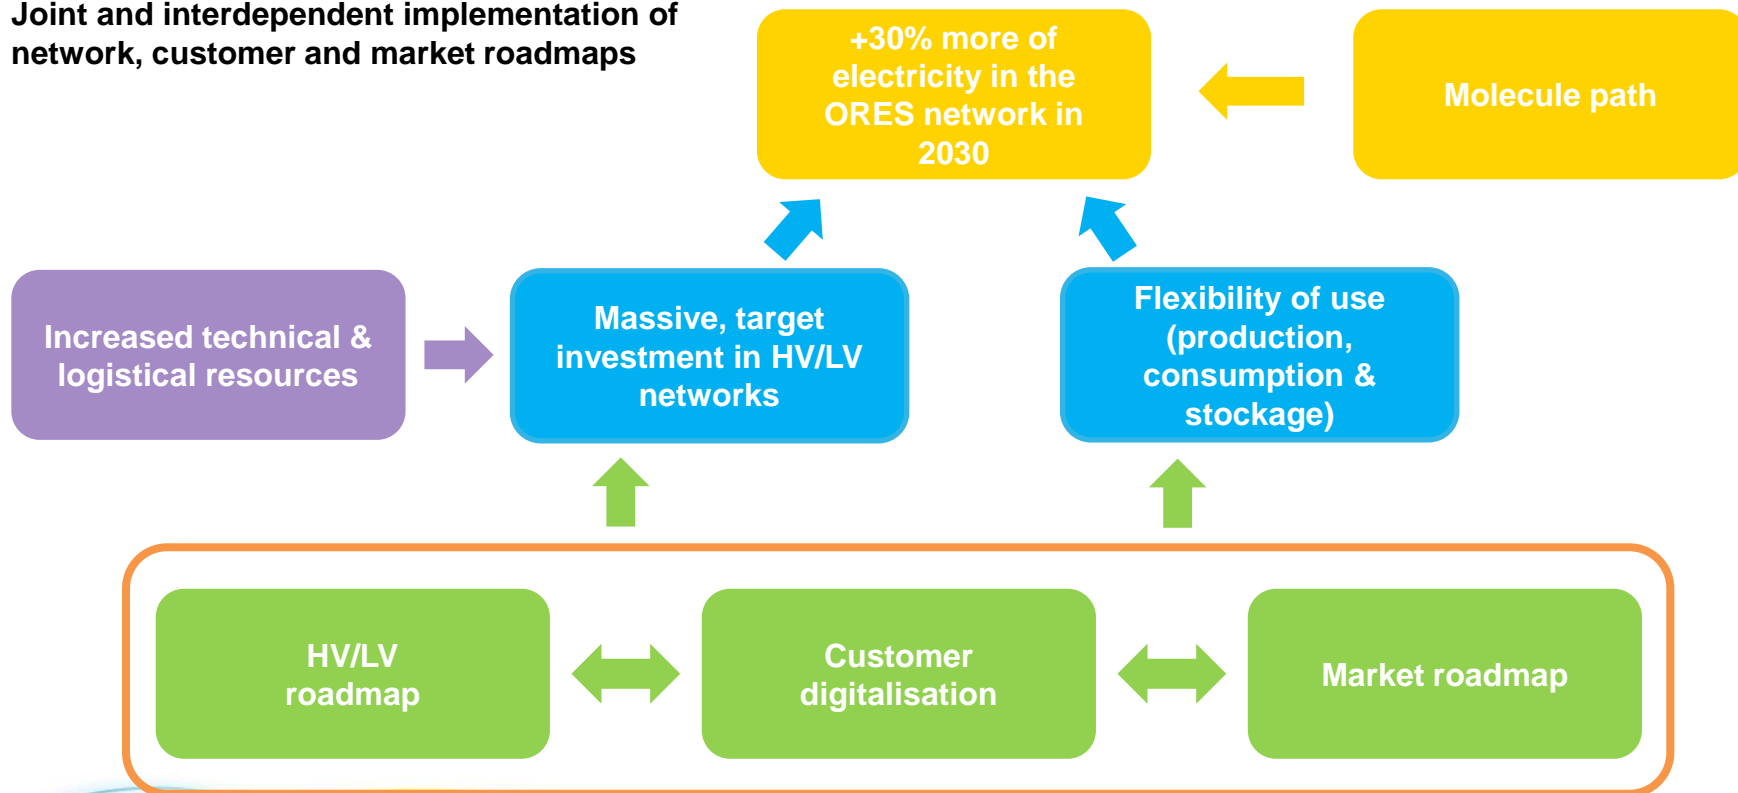 Joint and interdependent implementation of
network, customer and market roadmaps
+30% more of
electricity in the
ORES network in
2030
Molecule path
Increased technical &
logistical resources
Massive, target
investment in HV/LV
networks
Flexibility of use
(production,
consumption &
stockage)
HV/LV
roadmap
Customer
digitalisation
Market roadmap